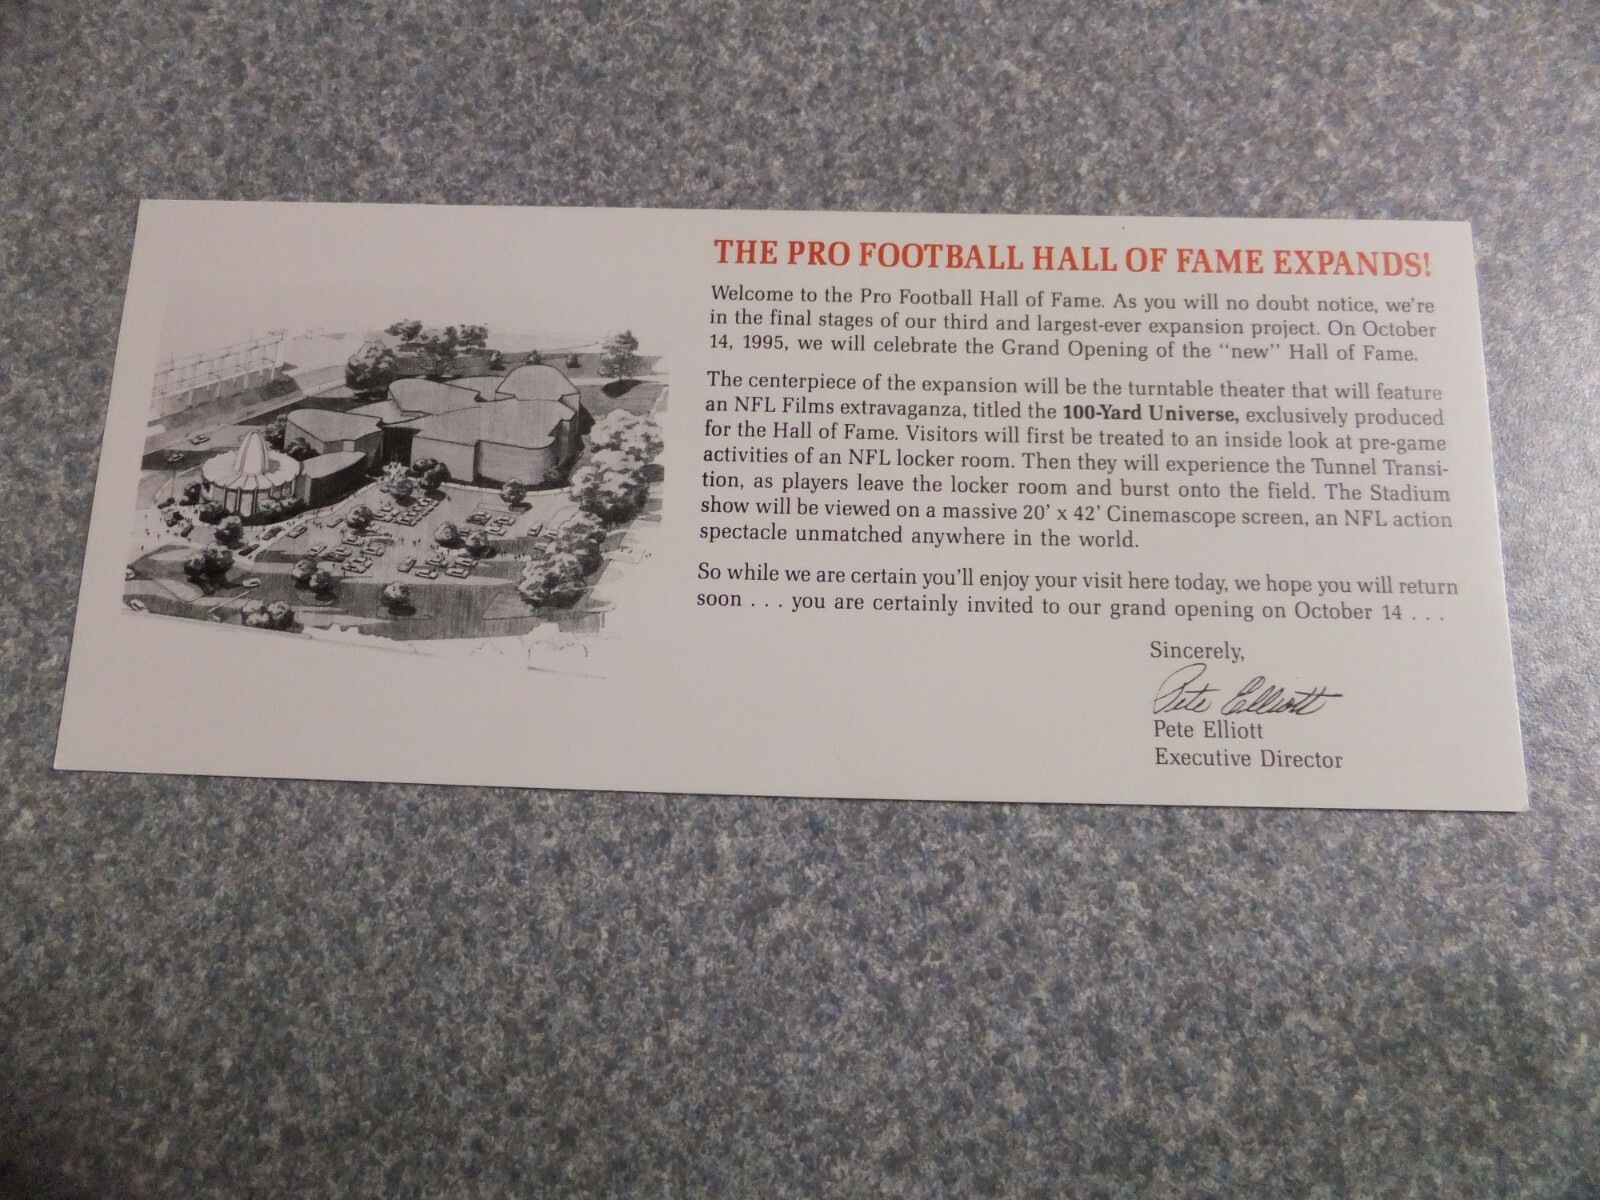 THE PRO FOOTBALL HALL OF FAME EXPANDS!
Welcome to the Pro Football Hall of Fame. As you will no doubt notice, we're
in the final stages of our third and largest-ever expansion project. On October
14, 1995, we will celebrate the Grand Opening of the "new" Hall of Fame.
The centerpiece of the expansion will be the turntable theater that will feature
an NFL Films extravaganza, titled the 100-Yard Universe, exclusively produced
for the Hall of Fame. Visitors will first be treated to an inside look at pre-game
activities of an NFL locker room. Then they will experience the Tunnel Transi-
tion, as players leave the locker room and burst onto the field. The Stadium
show will be viewed on a massive 20' x 42' Cinemascope screen, an NFL action
spectacle unmatched anywhere in the world.
So while we are certain you'll enjoy your visit here today, we hope you will return
soon . . . you are certainly invited to our grand opening on October 14 . . .
Sincerely,
Pete Elliott
Pete Elliott
Executive Director